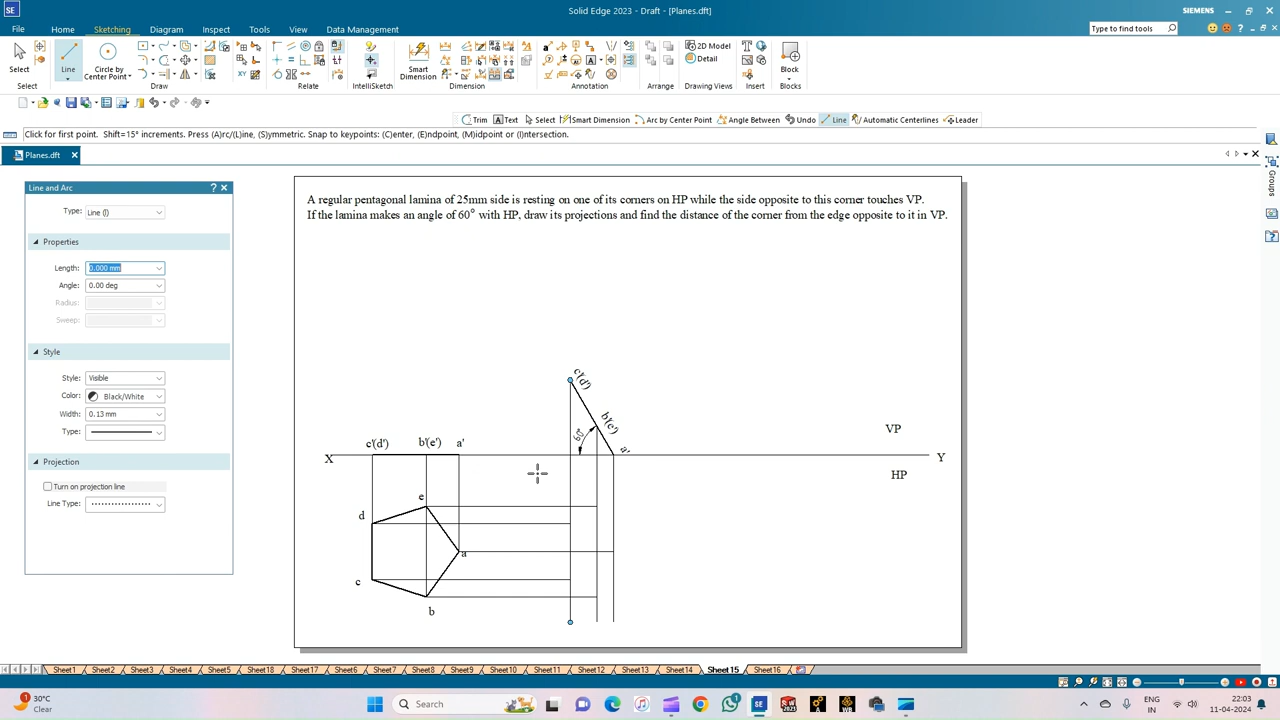 SE
Solid Edge 2023 - Draft - [Planes.dft]
SIEMENS
File Home Sketching Inspect Tools View Data Management
Type to find tools
Select
Line
Circle by Center Point
Smart Dimension
2D Model
Detail
Block
Select Draw Relate IntelliSketch Dimension Annotation Arrange Drawing Views Insert Blocks
Trim Text Select Smart Dimension Arc by Center Point Angle Between Undo Line Automatic Centerlines Leader
Click for first point. Shift=15° increments. Press (A)rc/(L)ine, (S)ymmetric. Snap to keypoints: (C)enter, (E)ndpoint, (M)idpoint or (I)ntersection.
Planes.dft
Groups
Line and Arc
Type: Line (l)
Properties
Length: 0.000 mm
Angle: 0.00 deg
Radius:
Sweep:
Style
Style: Visible
Color: Black/White
Width: 0.13 mm
Type:
Projection
Turn on projection line
Line Type:
A regular pentagonal lamina of 25mm side is resting on one of its corners on HP while the side opposite to this corner touches VP.
If the lamina makes an angle of 60° with HP, draw its projections and find the distance of the corner from the edge opposite to it in VP.
c'(d')
b'(e')
60°
a'
VP
c'(d') b'(e') a'
X
Y
HP
e
d
a
c
b
Sheet1 Sheet2 Sheet3 Sheet4 Sheet5 Sheet18 Sheet17 Sheet6 Sheet7 Sheet8 Sheet9 Sheet10 Sheet11 Sheet12 Sheet13 Sheet14 Sheet15 Sheet16
30°C
Clear
Search
ENG
IN
22:03
11-04-2024